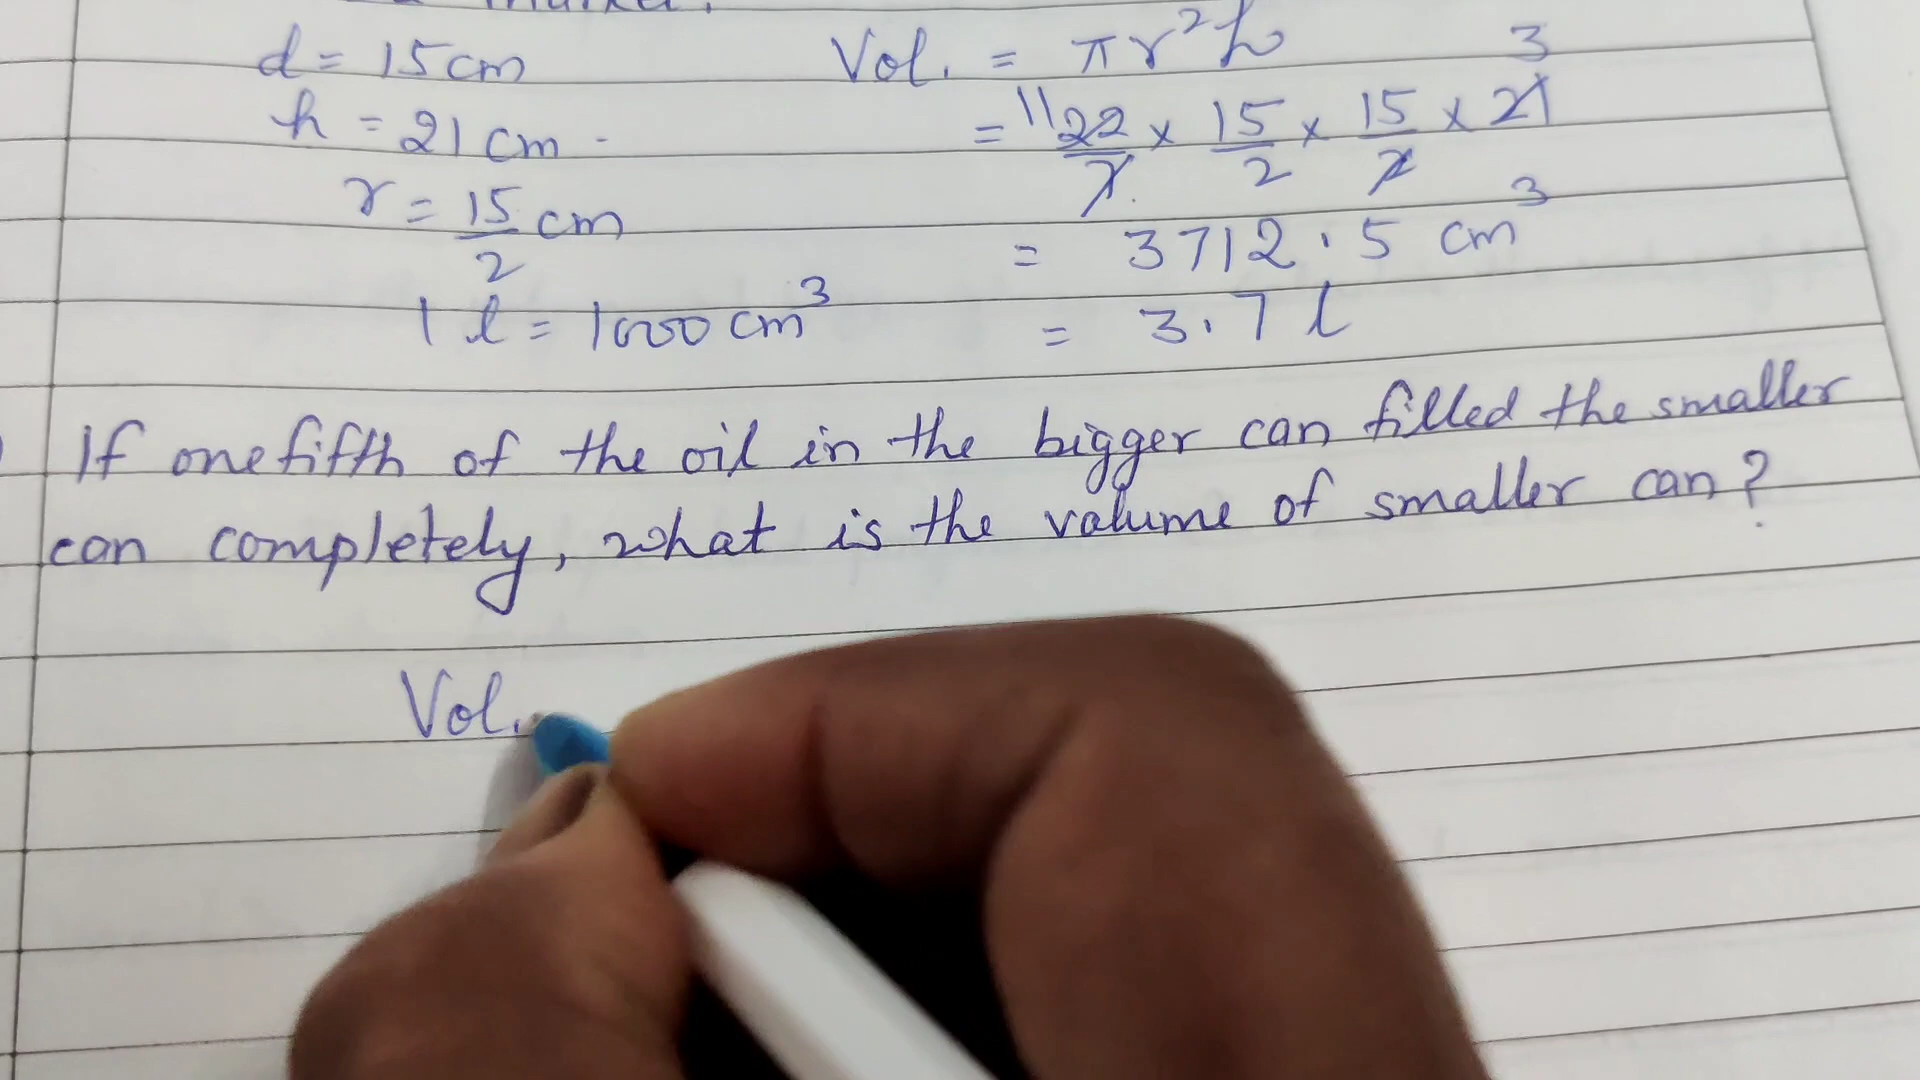 d = 15 cm
h = 21 cm
r = 15/2 cm
1 l = 1000 cm³
Vol. = πr²h
= 11 22/7 × 15/2 × 15/2 × 21 3
= 3712.5 cm³
= 3.7 l
If one fifth of the oil in the bigger can filled the smaller
can completely, what is the volume of smaller can?
Vol.